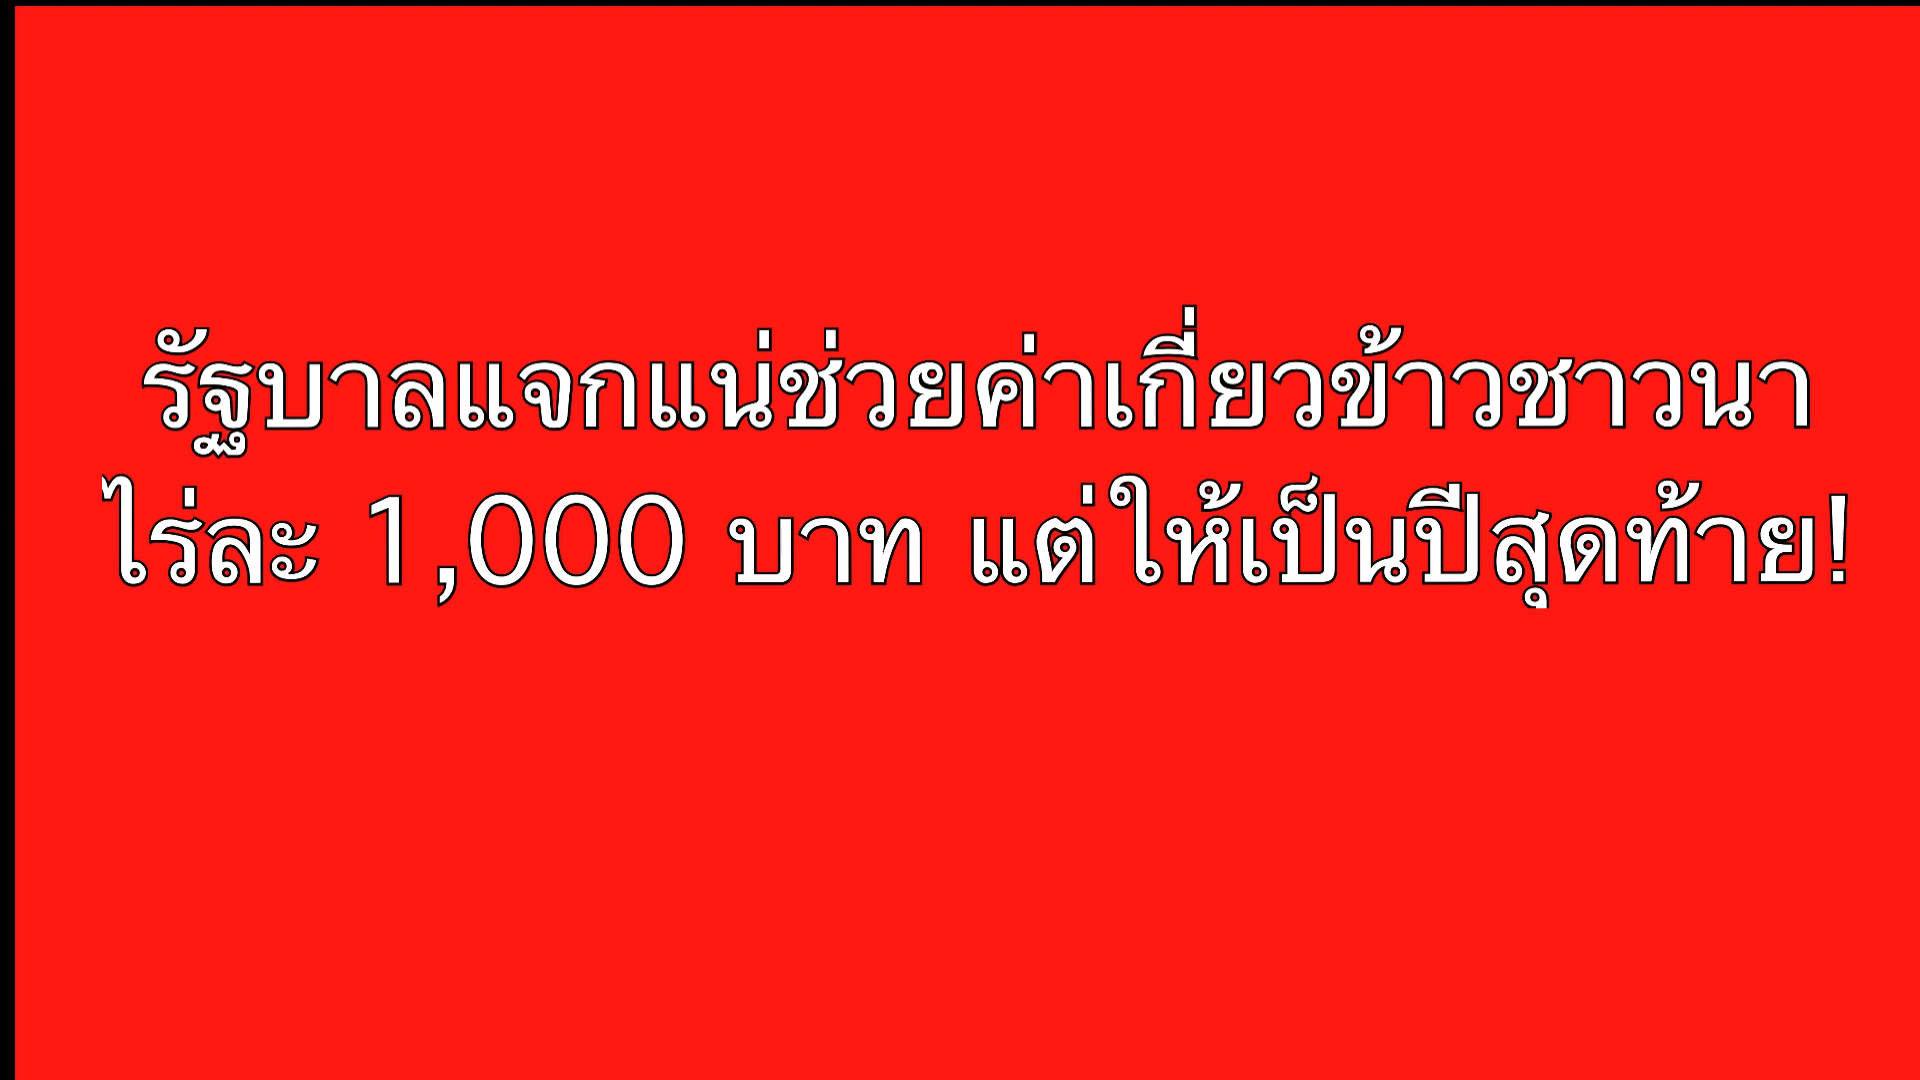 รัฐบาลแจกแน่ช่วยค่าเกี่ยวข้าวชาวนา
ไร่ละ 1,000 บาท แต่ให้เป็นปีสุดท้าย!